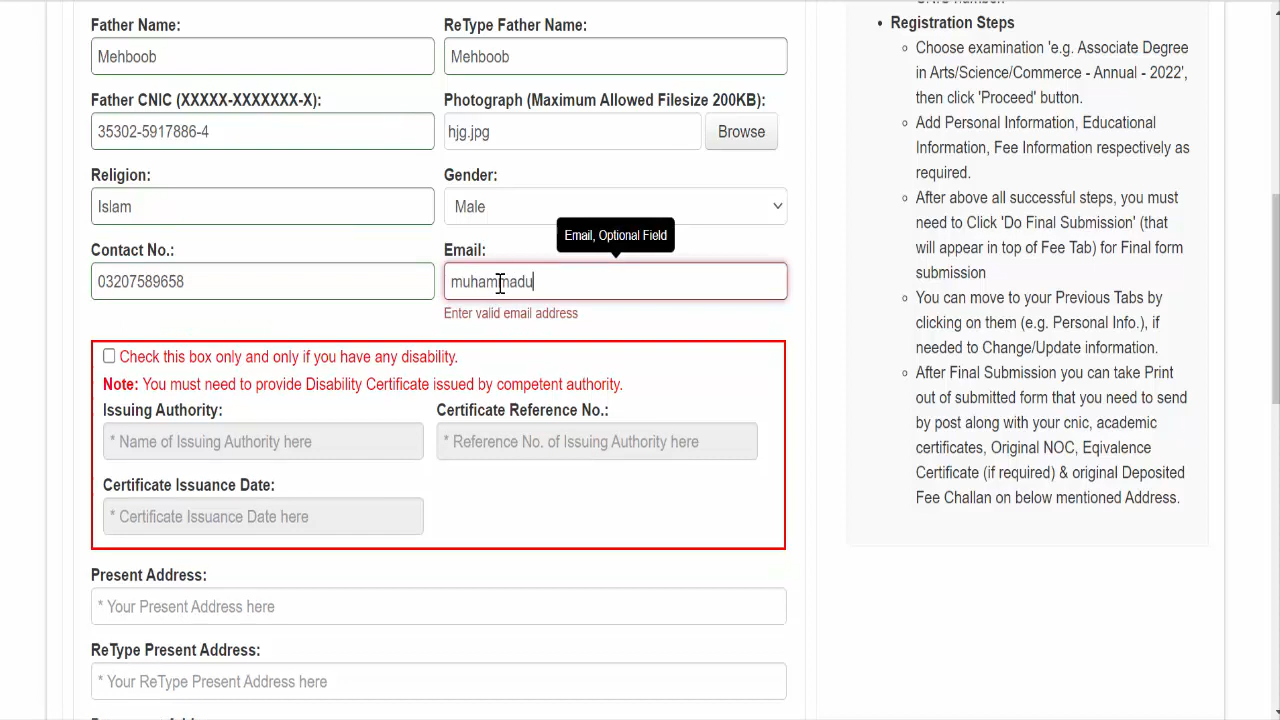 Father Name:
ReType Father Name:
Mehboob
Mehboob
Father CNIC (XXXXX-XXXXXXX-X):
Photograph (Maximum Allowed Filesize 200KB):
35302-5917886-4
hjg.jpg
Browse
Religion:
Gender:
Islam
Male
Email, Optional Field
Contact No.:
Email:
03207589658
muhammadu
Enter valid email address
Check this box only and only if you have any disability.
Note: You must need to provide Disability Certificate issued by competent authority.
Issuing Authority:
Certificate Reference No.:
* Name of Issuing Authority here
* Reference No. of Issuing Authority here
Certificate Issuance Date:
* Certificate Issuance Date here
Present Address:
* Your Present Address here
ReType Present Address:
* Your ReType Present Address here
Registration Steps
Choose examination 'e.g. Associate Degree
in Arts/Science/Commerce - Annual - 2022',
then click 'Proceed' button.
Add Personal Information, Educational
Information, Fee Information respectively as
required.
After above all successful steps, you must
need to Click 'Do Final Submission' (that
will appear in top of Fee Tab) for Final form
submission
You can move to your Previous Tabs by
clicking on them (e.g. Personal Info.), if
needed to Change/Update information.
After Final Submission you can take Print
out of submitted form that you need to send
by post along with your cnic, academic
certificates, Original NOC, Eqivalence
Certificate (if required) & original Deposited
Fee Challan on below mentioned Address.